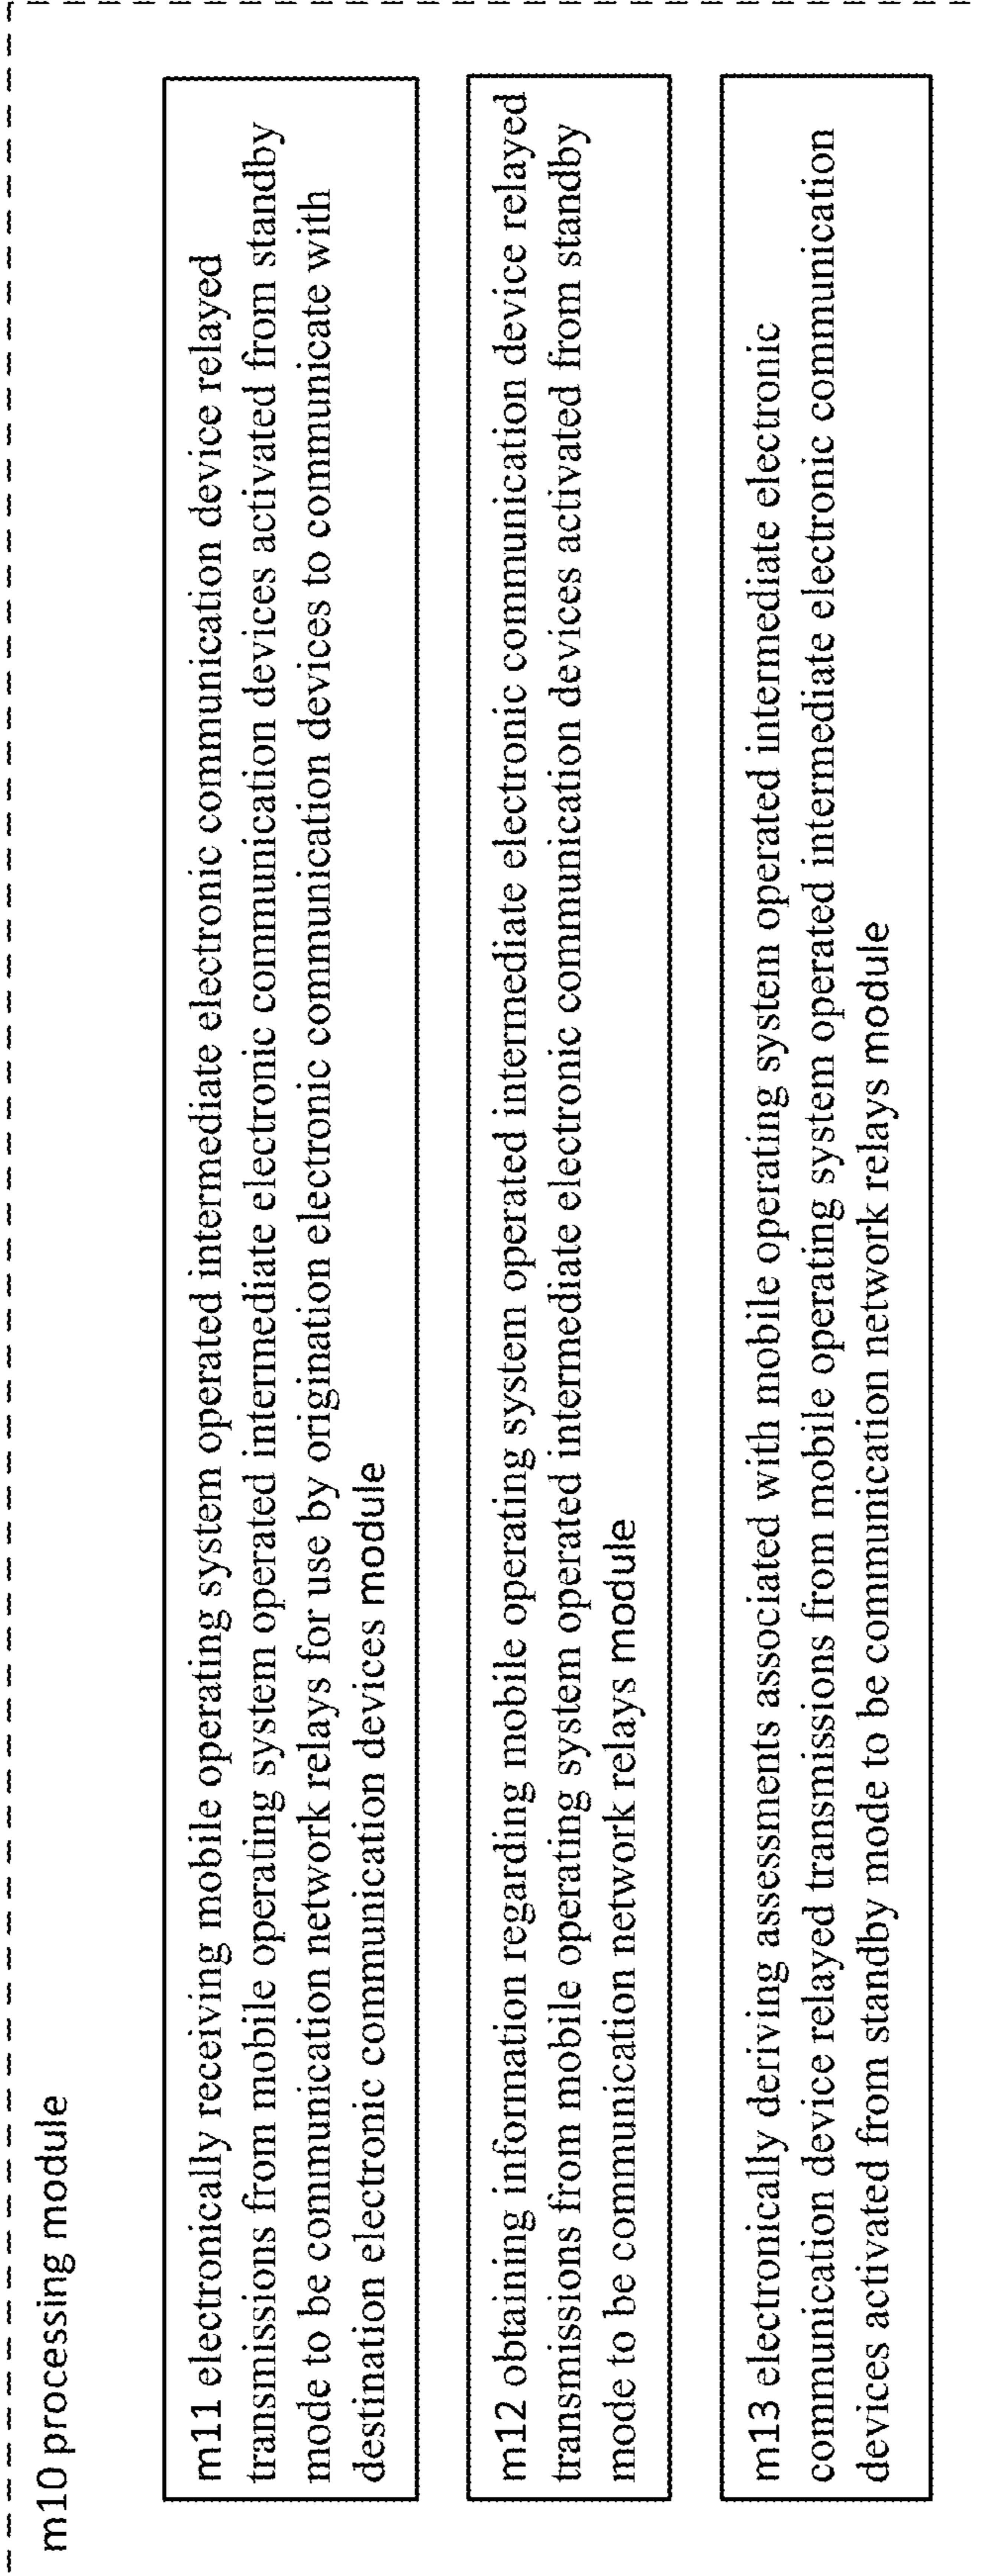 m10 processing module
m11 electronically receiving mobile operating system operated intermediate electronic communication device relayed
transmissions from mobile operating system operated intermediate electronic communication devices activated from standby
mode to be communication network relays for use by origination electronic communication devices to communicate with
destination electronic communication devices module
m12 obtaining information regarding mobile operating system operated intermediate electronic communication device relayed
transmissions from mobile operating system operated intermediate electronic communication devices activated from standby
mode to be communication network relays module
m13 electronically deriving assessments associated with mobile operating system operated intermediate electronic
communication device relayed transmissions from mobile operating system operated intermediate electronic communication
devices activated from standby mode to be communication network relays module